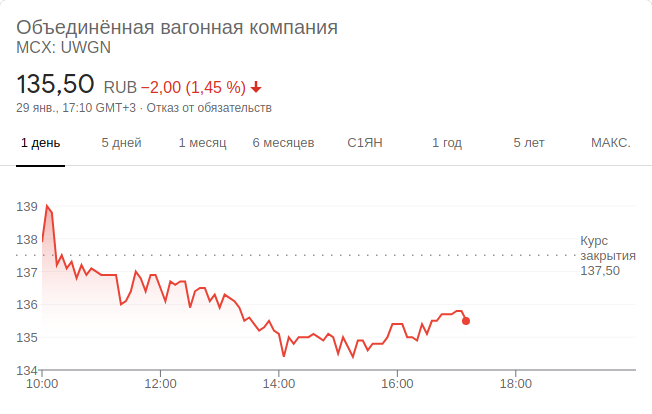 Объединённая вагонная компания
MCX: UWGN
135,50 RUB −2,00 (1,45 %)
29 янв., 17:10 GMT+3 · Отказ от обязательств
1 день 5 дней 1 месяц 6 месяцев С1ЯН 1 год 5 лет МАКС.
139
138
137
136
135
134
Курс
закрытия
137,50
10:00 12:00 14:00 16:00 18:00